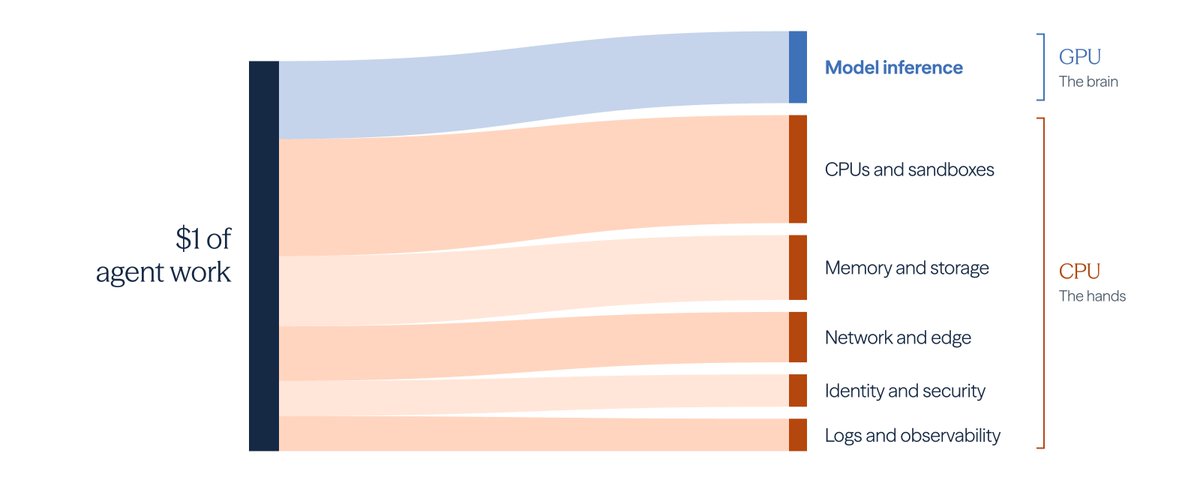 $1 of
agent work
Model inference
CPUs and sandboxes
Memory and storage
Network and edge
Identity and security
Logs and observability
GPU
The brain
CPU
The hands